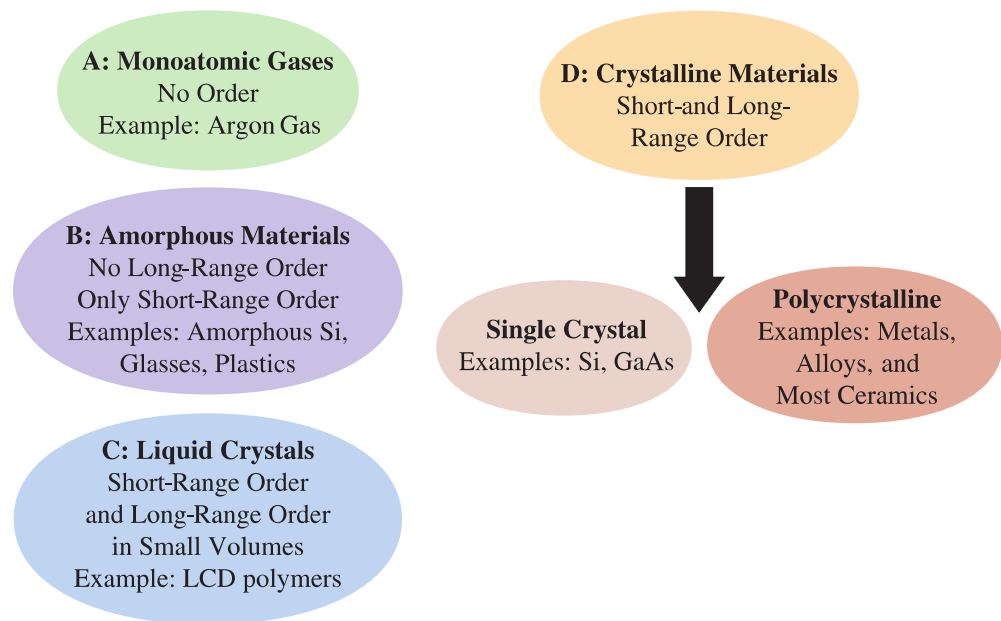 A: Monoatomic Gases
No Order
Example: Argon Gas
B: Amorphous Materials
No Long-Range Order
Only Short-Range Order
Examples: Amorphous Si,
Glasses, Plastics
C: Liquid Crystals
Short-Range Order
and Long-Range Order
in Small Volumes
Example: LCD polymers
D: Crystalline Materials
Short-and Long-
Range Order
Single Crystal
Examples: Si, GaAs
Polycrystalline
Examples: Metals,
Alloys, and
Most Ceramics